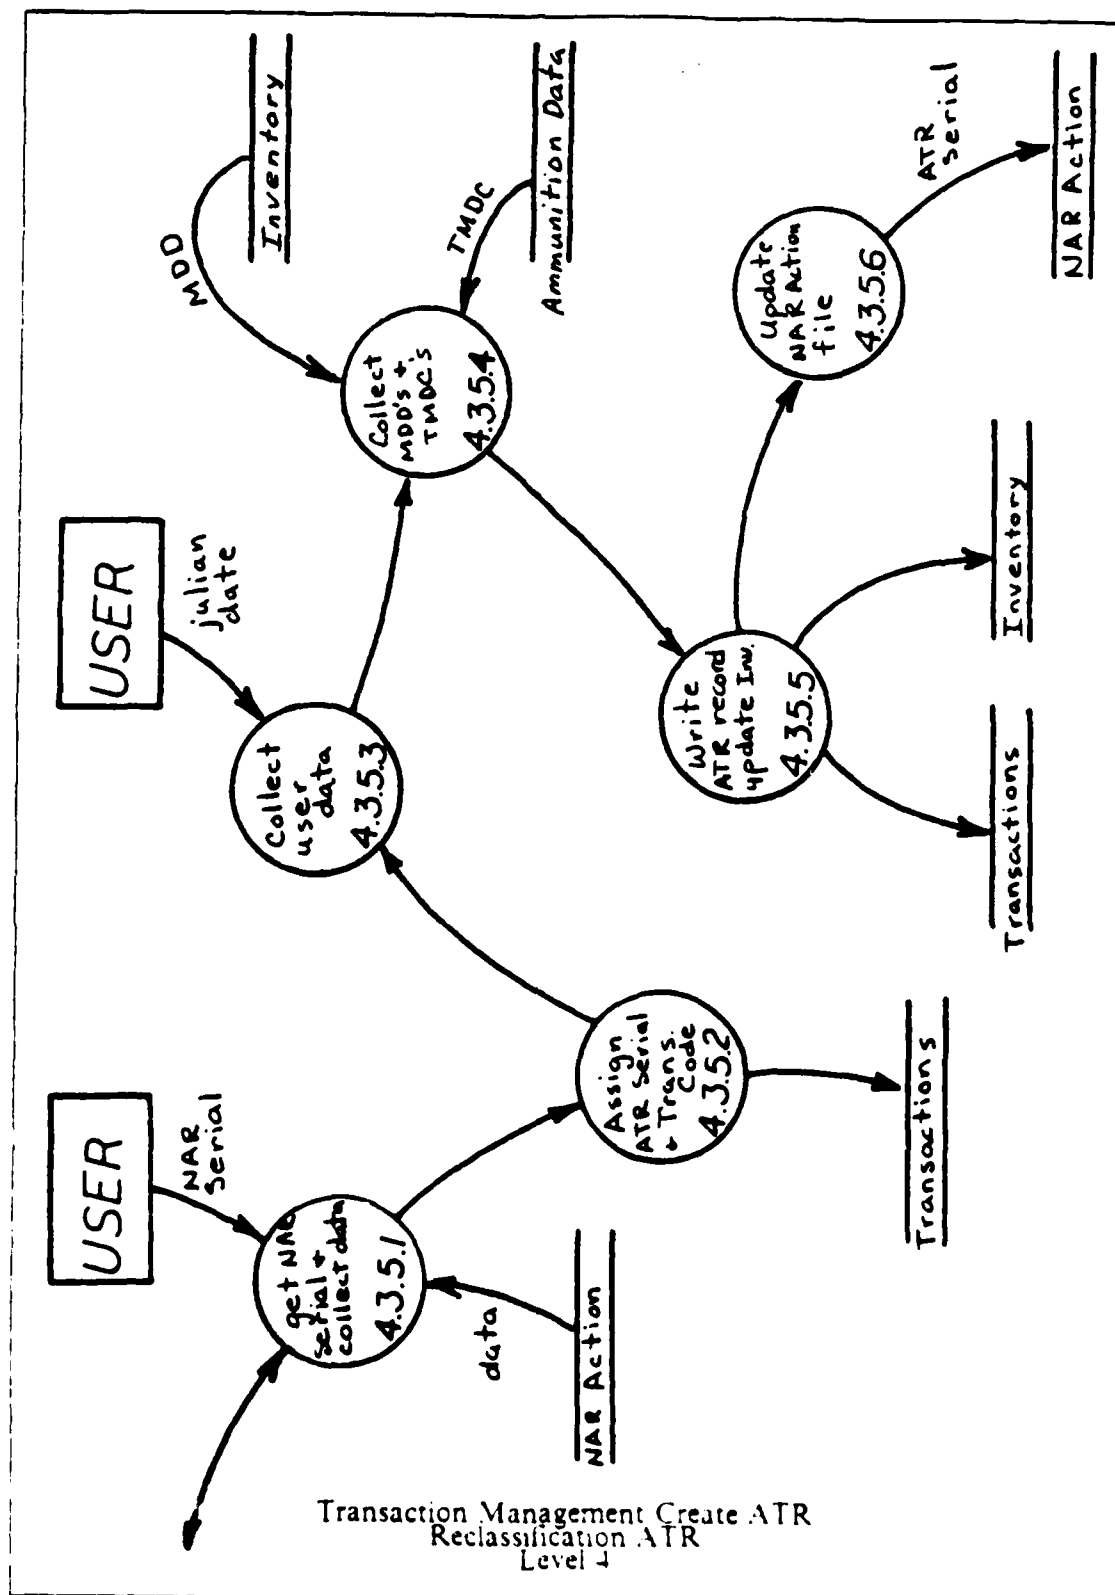 USER
NAR
Serial
get NAR
serial +
collect data
4.3.5.1
data
NAR Action
Assign
ATR Serial
+ Trans.
Code
4.3.5.2
Transactions
USER
julian
date
Collect
user
data
4.3.5.3
MDD
Inventory
TMDC
Ammunition Data
Collect
MDD's +
TMDC's
4.3.5.4
Write
ATR record
update Inv.
4.3.5.5
Transactions
Inventory
Update
NAR Action
file
4.3.5.6
ATR
Serial
NAR Action
Transaction Management Create ATR
Reclassification ATR
Level 4